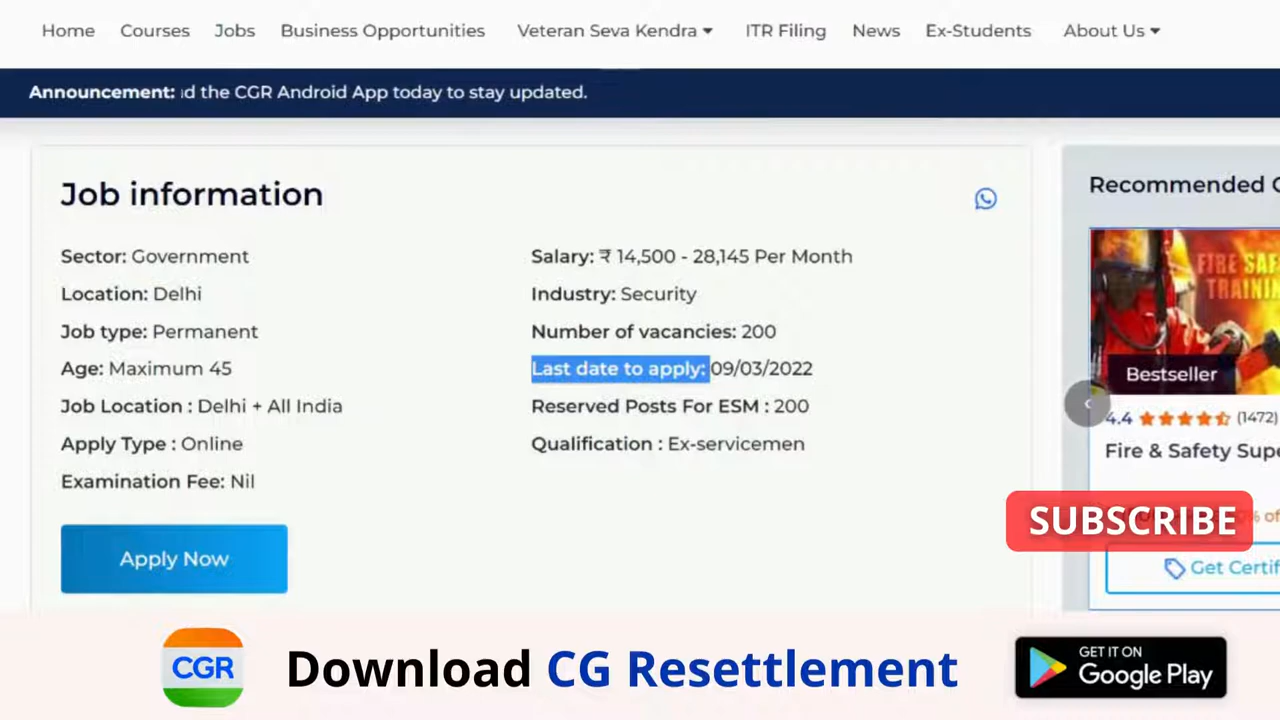 Home Courses Jobs Business Opportunities Veteran Seva Kendra ITR Filing News Ex-Students About Us
Announcement: d the CGR Android App today to stay updated.
Job information
Sector: Government
Location: Delhi
Job type: Permanent
Age: Maximum 45
Job Location : Delhi + All India
Apply Type : Online
Examination Fee: Nil
Salary: ₹ 14,500 - 28,145 Per Month
Industry: Security
Number of vacancies: 200
Last date to apply: 09/03/2022
Reserved Posts For ESM : 200
Qualification : Ex-servicemen
Apply Now
Recommended C
FIRE SAF
TRAININ
Bestseller
4.4 (1472)
Fire & Safety Supe
% of
SUBSCRIBE
Get Certif
CGR
Download CG Resettlement
GET IT ON
Google Play